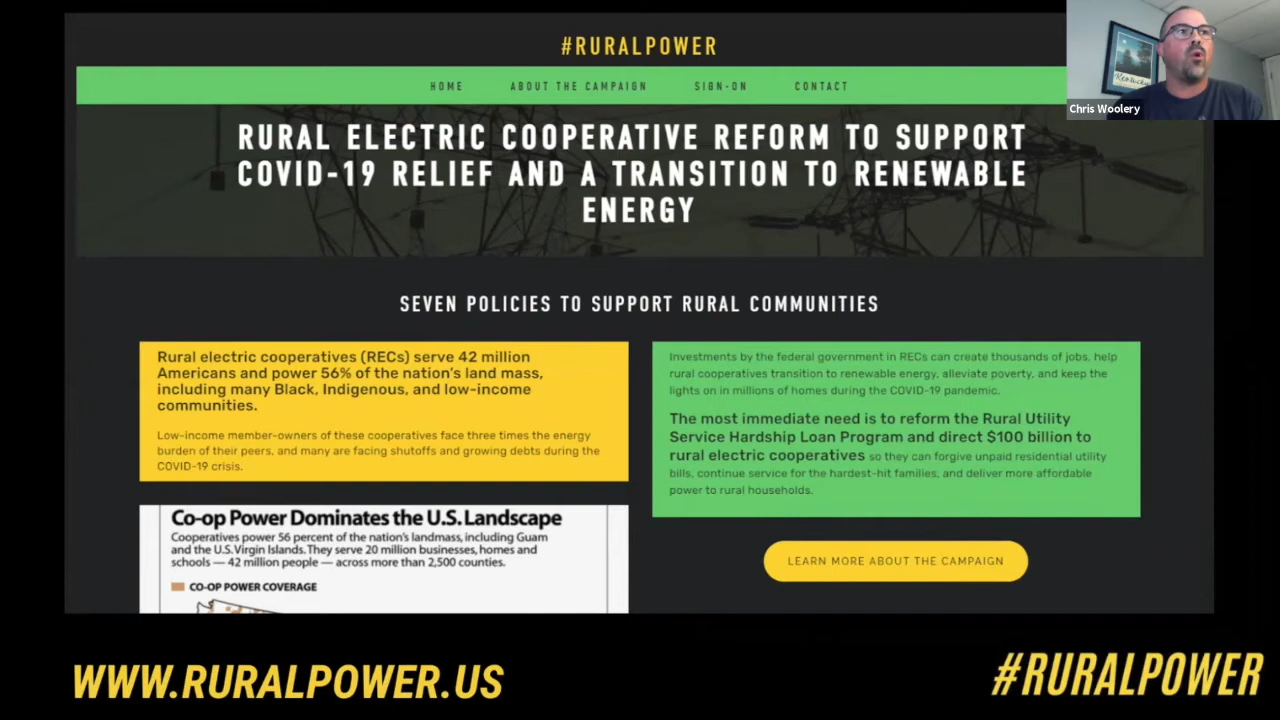 #RURALPOWER
HOME ABOUT THE CAMPAIGN SIGN-ON CONTACT
Chris Woolery
RURAL ELECTRIC COOPERATIVE REFORM TO SUPPORT
COVID-19 RELIEF AND A TRANSITION TO RENEWABLE
ENERGY
SEVEN POLICIES TO SUPPORT RURAL COMMUNITIES
Rural electric cooperatives (RECs) serve 42 million
Americans and power 56% of the nation's land mass,
including many Black, Indigenous, and low-income
communities.
Low-income member-owners of these cooperatives face three times the energy
burden of their peers, and many are facing shutoffs and growing debts during the
COVID-19 crisis.
Investments by the federal government in RECs can create thousands of jobs, help
rural cooperatives transition to renewable energy, alleviate poverty, and keep the
lights on in millions of homes during the COVID-19 pandemic.
The most immediate need is to reform the Rural Utility
Service Hardship Loan Program and direct $100 billion to
rural electric cooperatives so they can forgive unpaid residential utility
bills, continue service for the hardest-hit families, and deliver more affordable
power to rural households.
Co-op Power Dominates the U.S. Landscape
Cooperatives power 56 percent of the nation's landmass, including Guam
and the U.S. Virgin Islands. They serve 20 million businesses, homes and
schools — 42 million people — across more than 2,500 counties.
CO-OP POWER COVERAGE
LEARN MORE ABOUT THE CAMPAIGN
WWW.RURALPOWER.US
#RURALPOWER